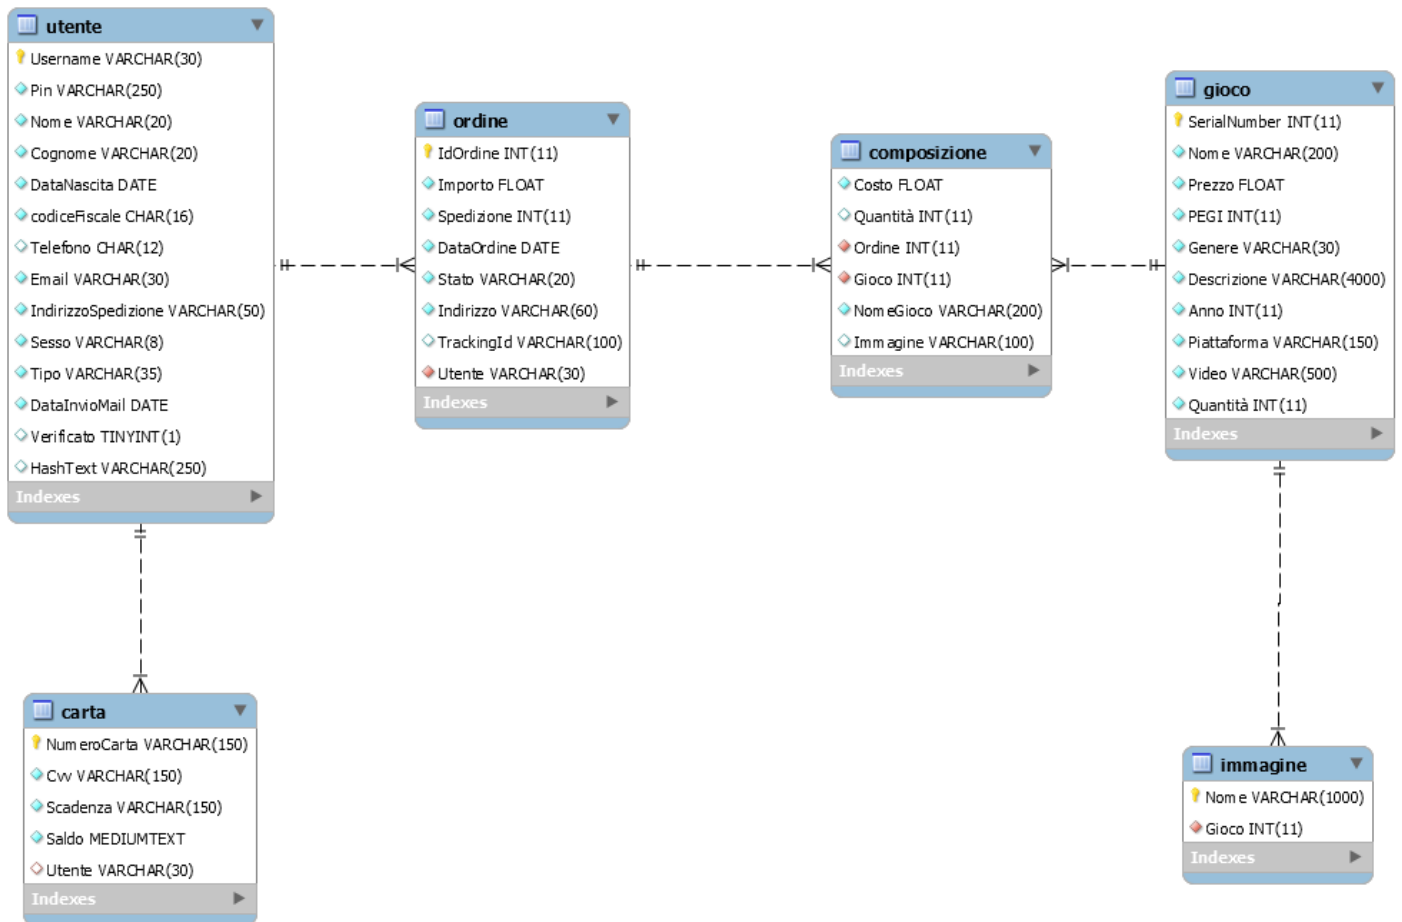 utente
Username VARCHAR(30)
Pin VARCHAR(250)
Nome VARCHAR(20)
Cognome VARCHAR(20)
DataNascita DATE
codiceFiscale CHAR(16)
Telefono CHAR(12)
Email VARCHAR(30)
IndirizzoSpedizione VARCHAR(50)
Sesso VARCHAR(8)
Tipo VARCHAR(35)
DataInvioMail DATE
Verificato TINYINT(1)
HashText VARCHAR(250)
Indexes
ordine
IdOrdine INT(11)
Importo FLOAT
Spedizione INT(11)
DataOrdine DATE
Stato VARCHAR(20)
Indirizzo VARCHAR(60)
TrackingId VARCHAR(100)
Utente VARCHAR(30)
Indexes
composizione
Costo FLOAT
Quantità INT(11)
Ordine INT(11)
Gioco INT(11)
NomeGioco VARCHAR(200)
Immagine VARCHAR(100)
Indexes
gioco
SerialNumber INT(11)
Nome VARCHAR(200)
Prezzo FLOAT
PEGI INT(11)
Genere VARCHAR(30)
Descrizione VARCHAR(4000)
Anno INT(11)
Piattaforma VARCHAR(150)
Video VARCHAR(500)
Quantità INT(11)
Indexes
carta
NumeroCarta VARCHAR(150)
Cvv VARCHAR(150)
Scadenza VARCHAR(150)
Saldo MEDIUMTEXT
Utente VARCHAR(30)
Indexes
immagine
Nome VARCHAR(1000)
Gioco INT(11)
Indexes